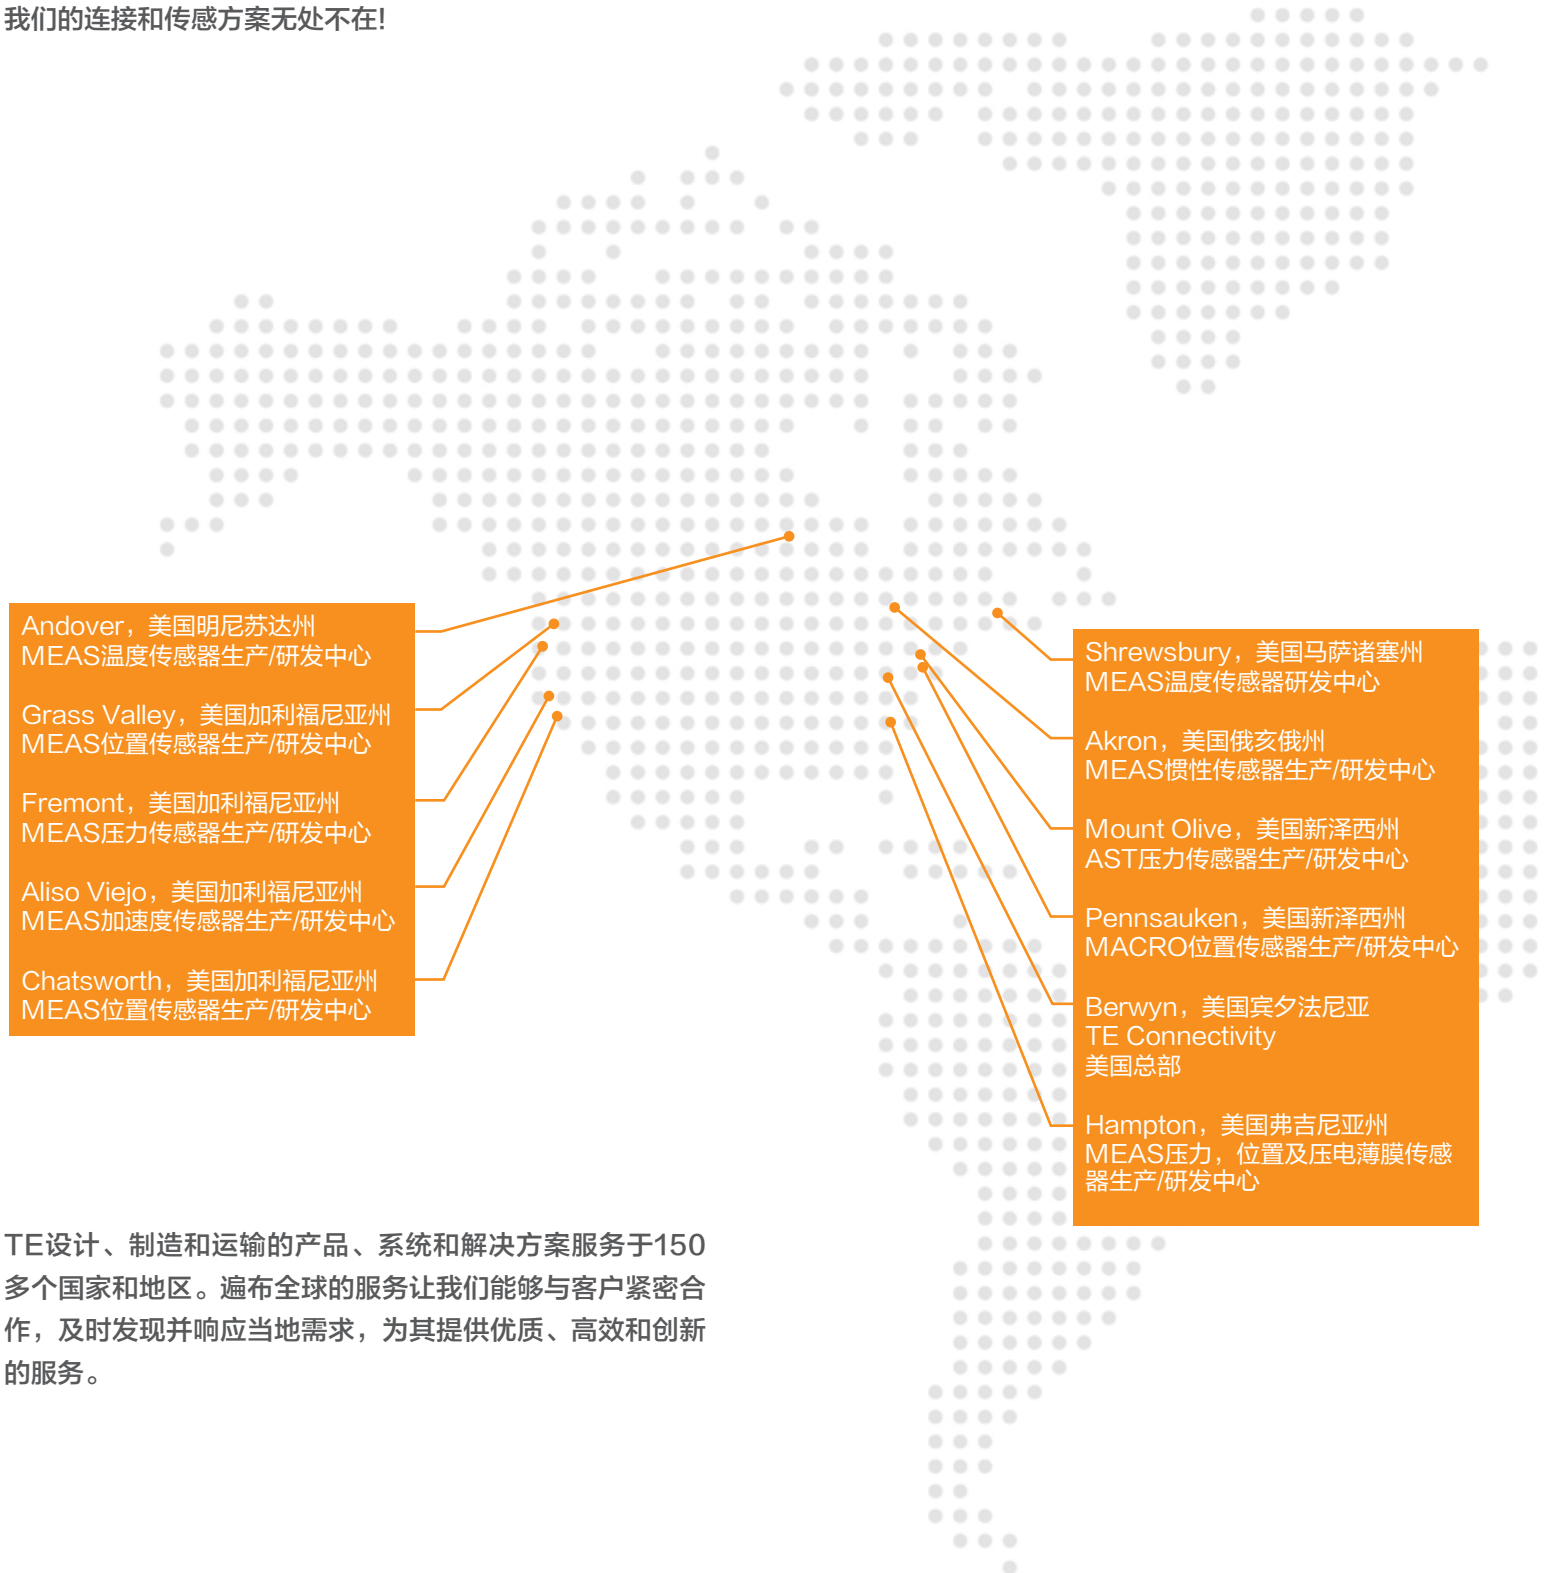 我们的连接和传感方案无处不在!
Andover，美国明尼苏达州
MEAS温度传感器生产/研发中心
Grass Valley，美国加利福尼亚州
MEAS位置传感器生产/研发中心
Fremont，美国加利福尼亚州
MEAS压力传感器生产/研发中心
Aliso Viejo，美国加利福尼亚州
MEAS加速度传感器生产/研发中心
Chatsworth，美国加利福尼亚州
MEAS位置传感器生产/研发中心
Shrewsbury，美国马萨诸塞州
MEAS温度传感器研发中心
Akron，美国俄亥俄州
MEAS惯性传感器生产/研发中心
Mount Olive，美国新泽西州
AST压力传感器生产/研发中心
Pennsauken，美国新泽西州
MACRO位置传感器生产/研发中心
Berwyn，美国宾夕法尼亚
TE Connectivity
美国总部
Hampton，美国弗吉尼亚州
MEAS压力，位置及压电薄膜传感
器生产/研发中心
TE设计、制造和运输的产品、系统和解决方案服务于150
多个国家和地区。遍布全球的服务让我们能够与客户紧密合
作，及时发现并响应当地需求，为其提供优质、高效和创新
的服务。